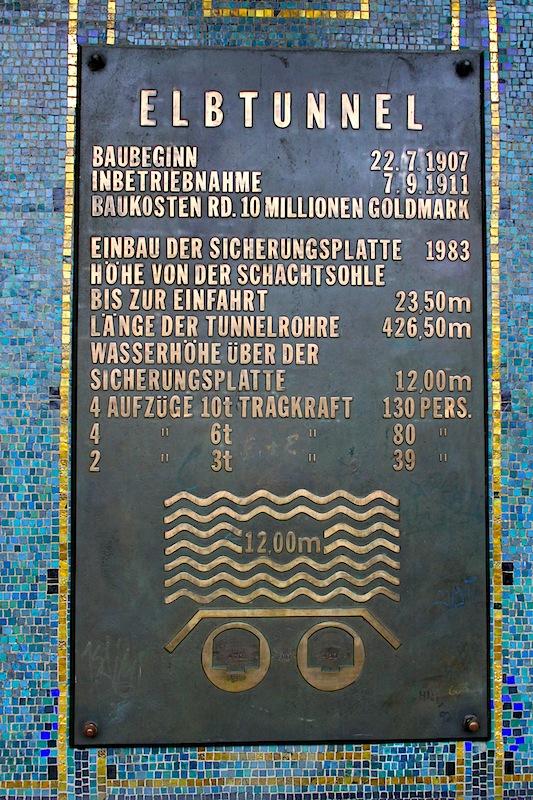 ELBTUNNEL
BAUBEGINN 22.7.1907
INBETRIEBNAHME 7.9.1911
BAUKOSTEN RD. 10 MILLIONEN GOLDMARK
EINBAU DER SICHERUNGSPLATTE 1983
HÖHE VON DER SCHACHTSOHLE
BIS ZUR EINFAHRT 23,50m
LÄNGE DER TUNNELROHRE 426,50m
WASSERHÖHE ÜBER DER
SICHERUNGSPLATTE 12,00m
4 AUFZÜGE 10t TRAGKRAFT 130 PERS.
4 " 6t " 80 "
2 " 3t " 39 "
12,00m